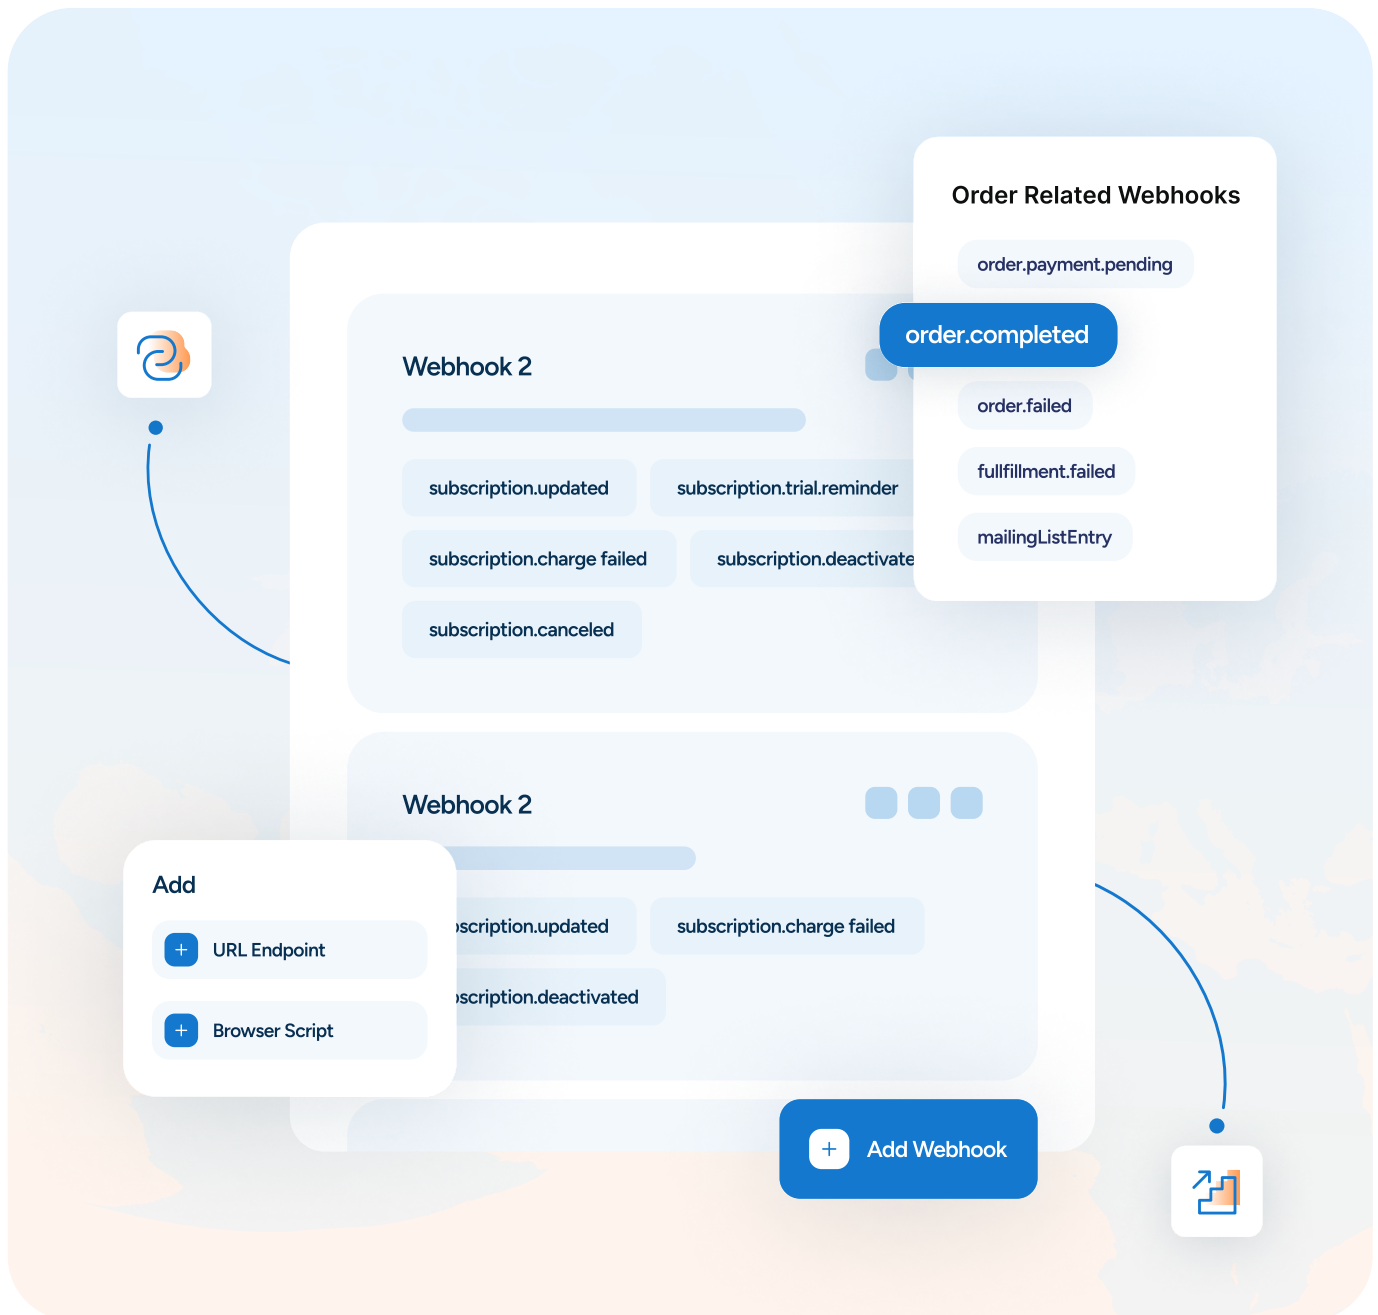 Order Related Webhooks
order.payment.pending
order.completed
order.failed
fullfillment.failed
mailingListEntry
Webhook 2
subscription.updated
subscription.trial.reminder
subscription.charge failed
subscription.deactivate
subscription.canceled
Webhook 2
bscription.updated
subscription.charge failed
bscription.deactivated
Add
URL Endpoint
Browser Script
Add Webhook